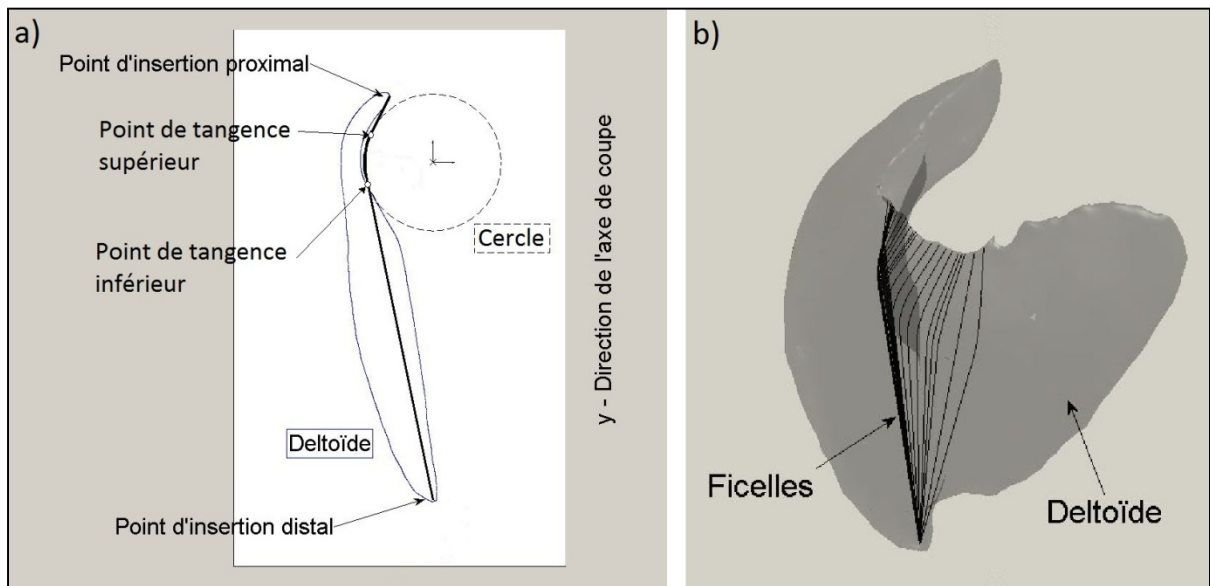 a)
Point d'insertion proximal
Point de tangence
supérieur
Cercle
Point de tangence
inférieur
Deltoïde
Point d'insertion distal
y - Direction de l'axe de coupe
b)
Ficelles
Deltoïde